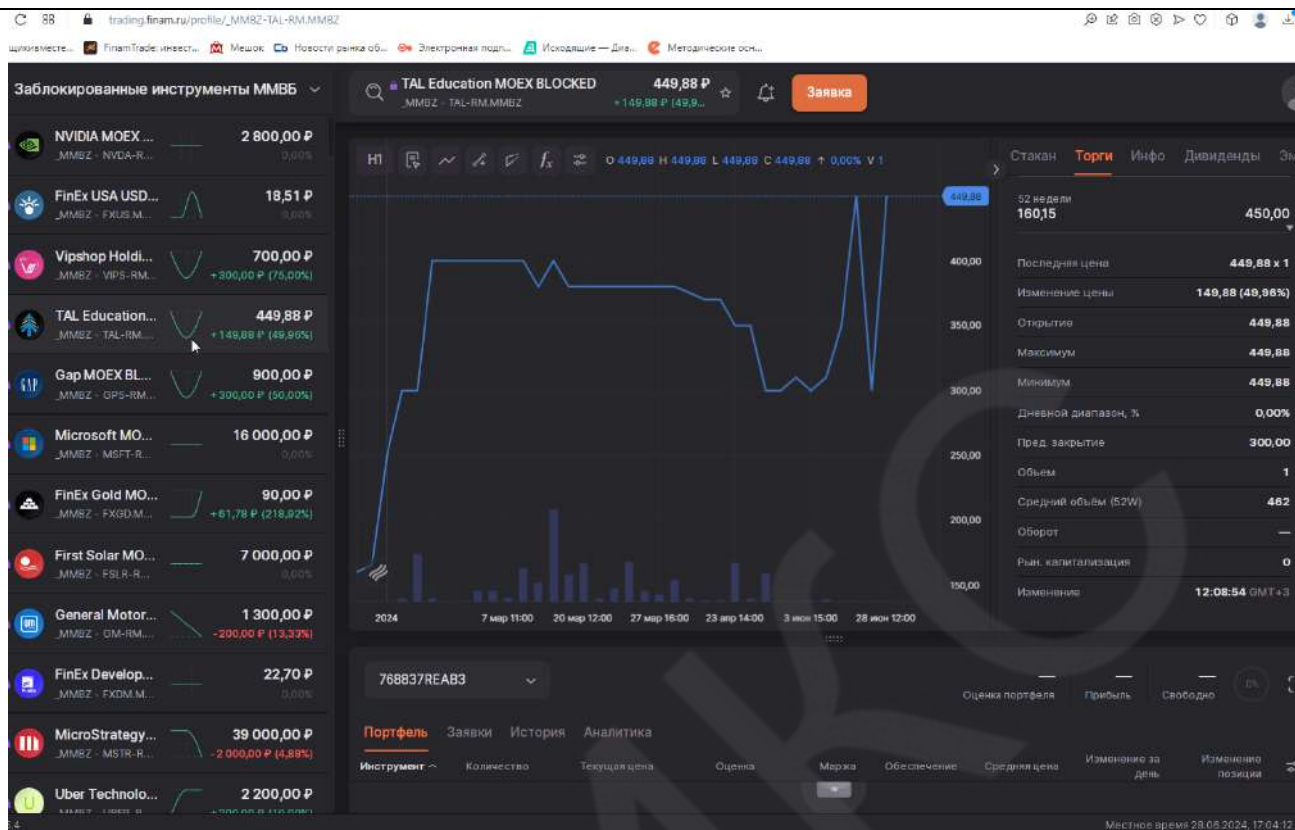 trading.finam.ru/profile/_MMBZ-TAL-RM.MMBZ
щикивместе... FinamTrade: инвест... Мешок Новости рынка об... Электронная подп... Исходящие — Диа... Методические осн...
Заблокированные инструменты ММВБ
TAL Education MOEX BLOCKED 449,88 ₽
_MMBZ · TAL-RM.MMBZ +149,88 ₽ (49,9...
Заявка
NVIDIA MOEX ... 2 800,00 ₽
_MMBZ · NVDA-R... 0,00%
FinEx USA USD... 18,51 ₽
_MMBZ · FXUS.M... 0,00%
Vipshop Holdi... 700,00 ₽
_MMBZ · VIPS-RM... +300,00 ₽ (75,00%)
TAL Education... 449,88 ₽
_MMBZ · TAL-RM.... +149,88 ₽ (49,96%)
GAP
Gap MOEX BL... 900,00 ₽
_MMBZ · GPS-RM... +300,00 ₽ (50,00%)
Microsoft MO... 16 000,00 ₽
_MMBZ · MSFT-R... 0,00%
FinEx Gold MO... 90,00 ₽
_MMBZ · FXGD.M... +61,78 ₽ (218,92%)
First Solar MO... 7 000,00 ₽
_MMBZ · FSLR-R... 0,00%
gm
General Motor... 1 300,00 ₽
_MMBZ · GM-RM.... -200,00 ₽ (13,33%)
FinEx Develop... 22,70 ₽
_MMBZ · FXDM.M... 0,00%
MicroStrategy... 39 000,00 ₽
_MMBZ · MSTR-R... -2 000,00 ₽ (4,88%)
U
Uber Technolo... 2 200,00 ₽
H1 fx O 449,88 H 449,88 L 449,88 C 449,88 ↑ 0,00% V 1
449,88
400,00
350,00
300,00
250,00
200,00
150,00
2024 7 мар 11:00 20 мар 12:00 27 мар 16:00 23 апр 14:00 3 июн 15:00 28 июн 12:00
Стакан Торги Инфо Дивиденды Эм
52 недели
160,15 450,00
Последняя цена 449,88 x 1
Изменение цены 149,88 (49,96%)
Открытие 449,88
Максимум 449,88
Минимум 449,88
Дневной диапазон, % 0,00%
Пред. закрытие 300,00
Объем 1
Средний объём (52W) 462
Оборот —
Рын. капитализация 0
Изменение 12:08:54 GMT+3
768837REAB3
— — —
Оценка портфеля Прибыль Свободно 0%
Портфель Заявки История Аналитика
Инструмент Количество Текущая цена Оценка Маржа Обеспечение Средняя цена Изменение за день Изменение позиции
Местное время 28.06.2024, 17:04:12